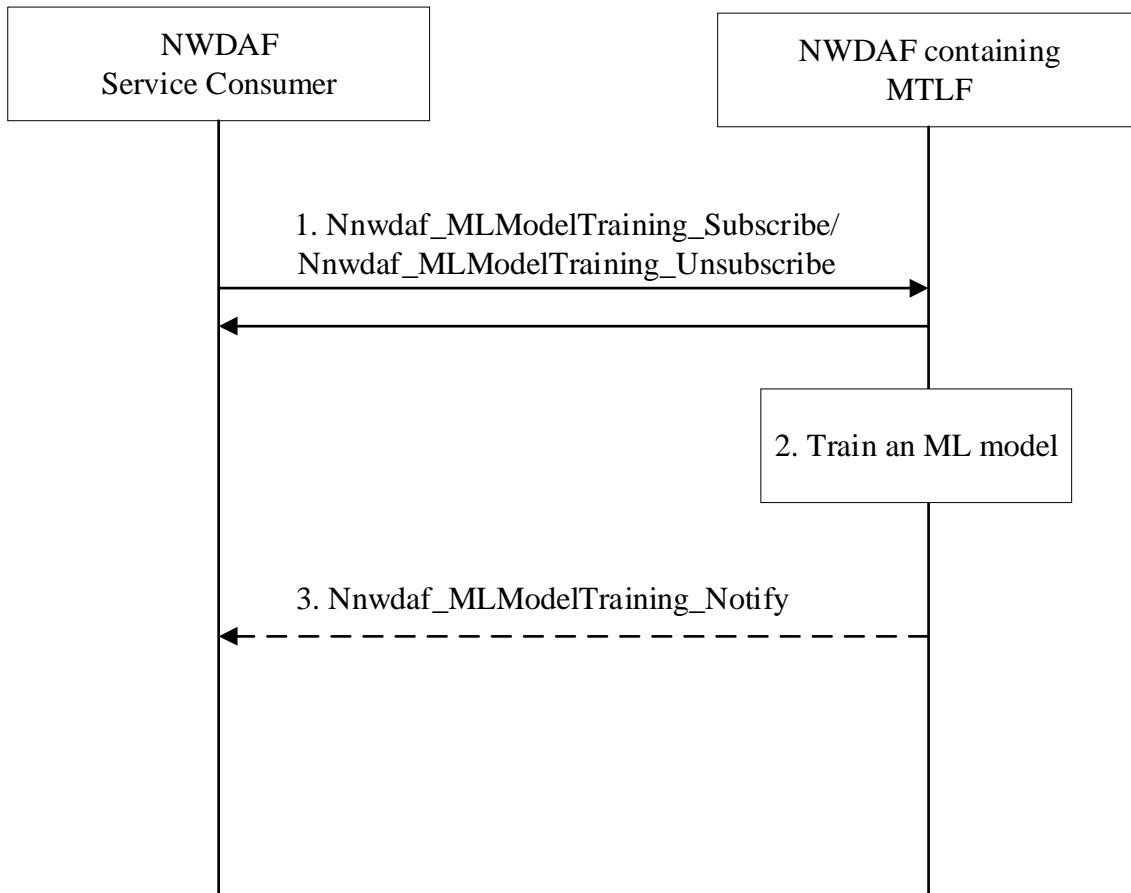 NWDAF
Service Consumer
NWDAF containing
MTLF
1. Nnwdaf_MLModelTraining_Subscribe/
Nnwdaf_MLModelTraining_Unsubscribe
2. Train an ML model
3. Nnwdaf_MLModelTraining_Notify